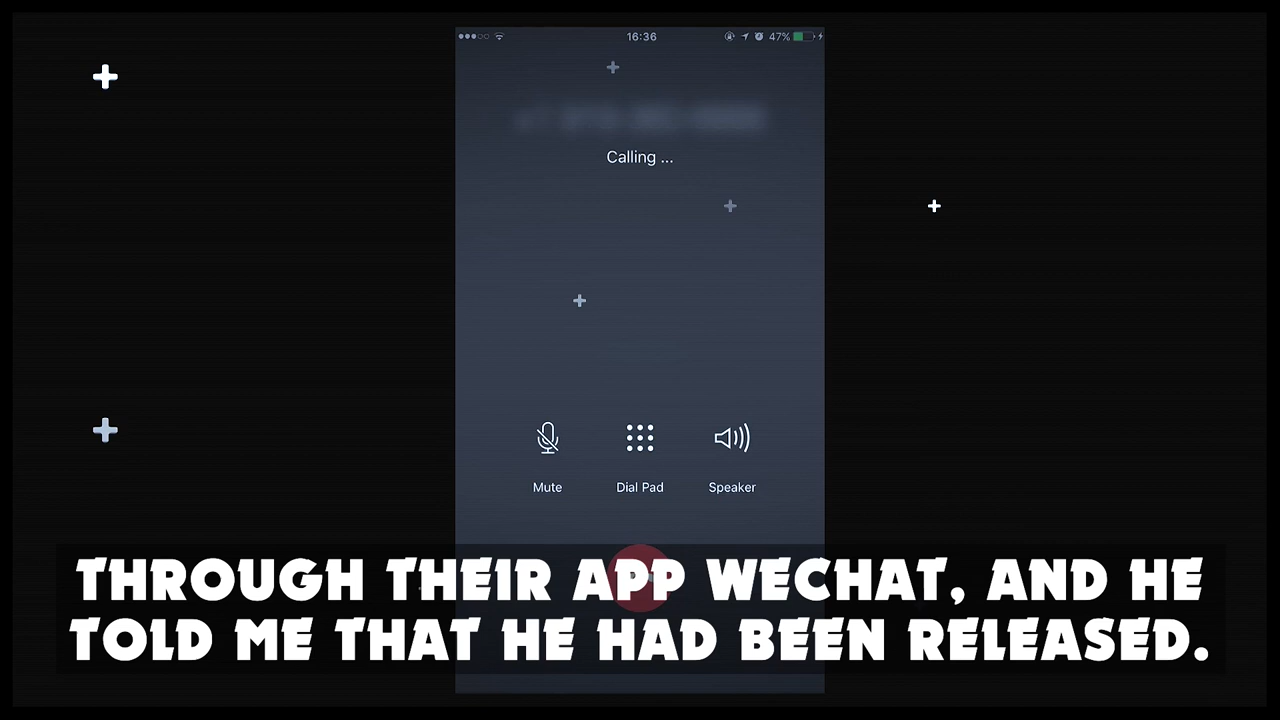 16:36
47%
Calling ...
Mute
Dial Pad
Speaker
THROUGH THEIR APP WECHAT, AND HE
TOLD ME THAT HE HAD BEEN RELEASED.